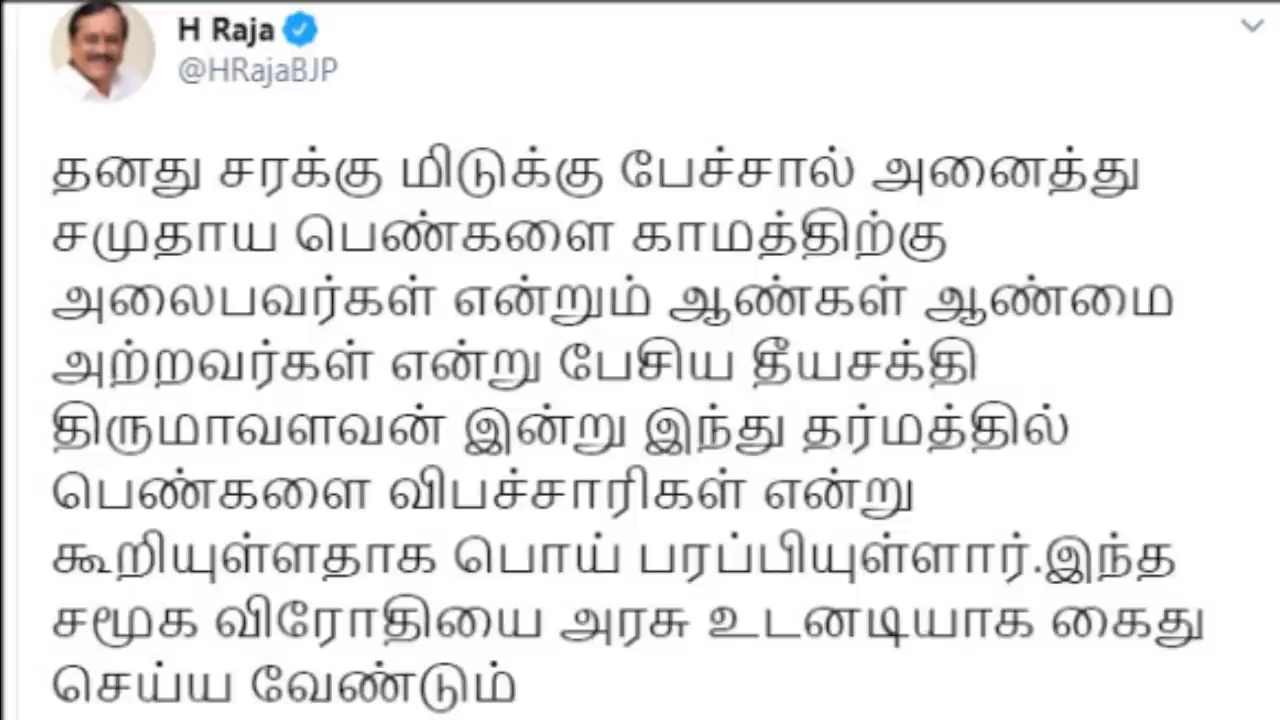 H Raja
@HRajaBJP
தனது சரக்கு மிடுக்கு பேச்சால் அனைத்து
சமுதாய பெண்களை காமத்திற்கு
அலைபவர்கள் என்றும் ஆண்கள் ஆண்மை
அற்றவர்கள் என்று பேசிய தீயசக்தி
திருமாவளவன் இன்று இந்து தர்மத்தில்
பெண்களை விபச்சாரிகள் என்று
கூறியுள்ளதாக பொய் பரப்பியுள்ளார்.இந்த
சமூக விரோதியை அரசு உடனடியாக கைது
செய்ய வேண்டும்